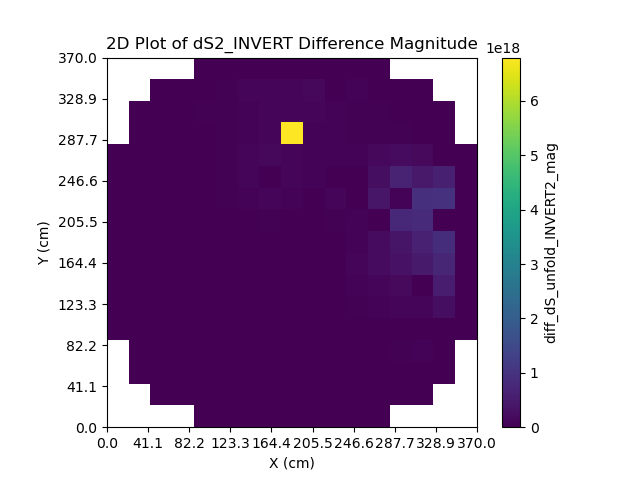 2D Plot of dS2_INVERT Difference Magnitude
1e18
370.0
328.9
287.7
246.6
205.5
164.4
123.3
82.2
41.1
0.0
Y (cm)
0.0 41.1 82.2 123.3 164.4 205.5 246.6 287.7 328.9 370.0
X (cm)
6
5
4
3
2
1
0
diff_dS_unfold_INVERT2_mag